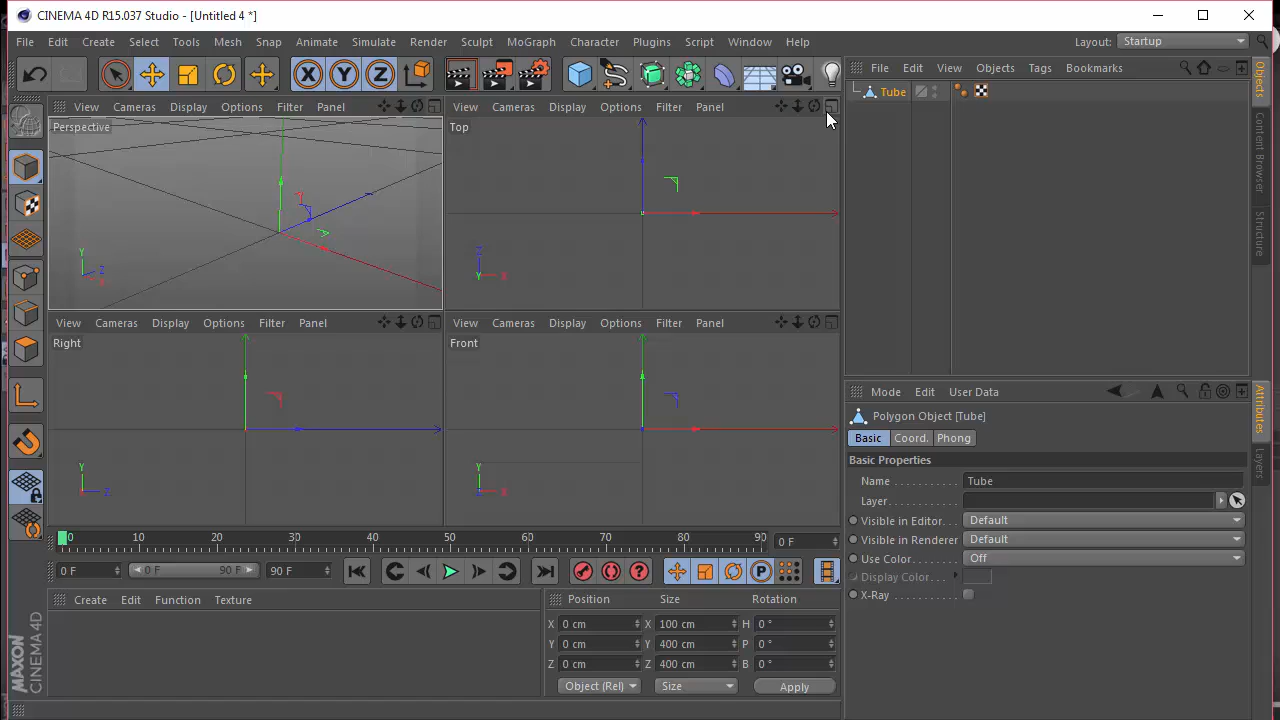 CINEMA 4D R15.037 Studio - [Untitled 4 *]
File Edit Create Select Tools Mesh Snap Animate Simulate Render Sculpt MoGraph Character Plugins Script Window Help
Layout: Startup
X Y Z
File Edit View Objects Tags Bookmarks
Tube
Objects
Content Browser
Structure
View Cameras Display Options Filter Panel
Perspective
Y
Z
X
View Cameras Display Options Filter Panel
Top
Z
Y X
View Cameras Display Options Filter Panel
Right
Y
X Z
View Cameras Display Options Filter Panel
Front
Y
Z X
Mode Edit User Data
Polygon Object [Tube]
Basic Coord. Phong
Basic Properties
Name . . . . . . . . . . Tube
Layer . . . . . . . . . . .
Visible in Editor . . . Default
Visible in Renderer Default
Use Color . . . . . . . Off
Display Color. . . .
X-Ray . . . . . . . . . .
Attributes
Layers
0 10 20 30 40 50 60 70 80 90
0 F
0 F 0 F 90 F 90 F
P
Create Edit Function Texture
Position Size Rotation
X 0 cm X 100 cm H 0 °
Y 0 cm Y 400 cm P 0 °
Z 0 cm Z 400 cm B 0 °
Object (Rel) Size Apply
MAXON
CINEMA 4D